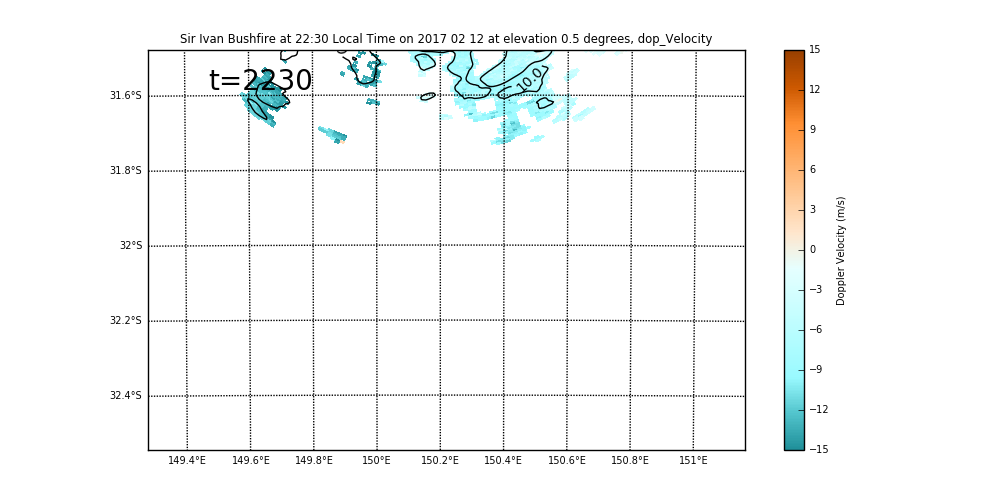 Sir Ivan Bushfire at 22:30 Local Time on 2017 02 12 at elevation 0.5 degrees, dop_Velocity
t=2230
10.0
31.6°S
31.8°S
32°S
32.2°S
32.4°S
149.4°E 149.6°E 149.8°E 150°E 150.2°E 150.4°E 150.6°E 150.8°E 151°E
15
12
9
6
3
0
−3
−6
−9
−12
−15
Doppler Velocity (m/s)